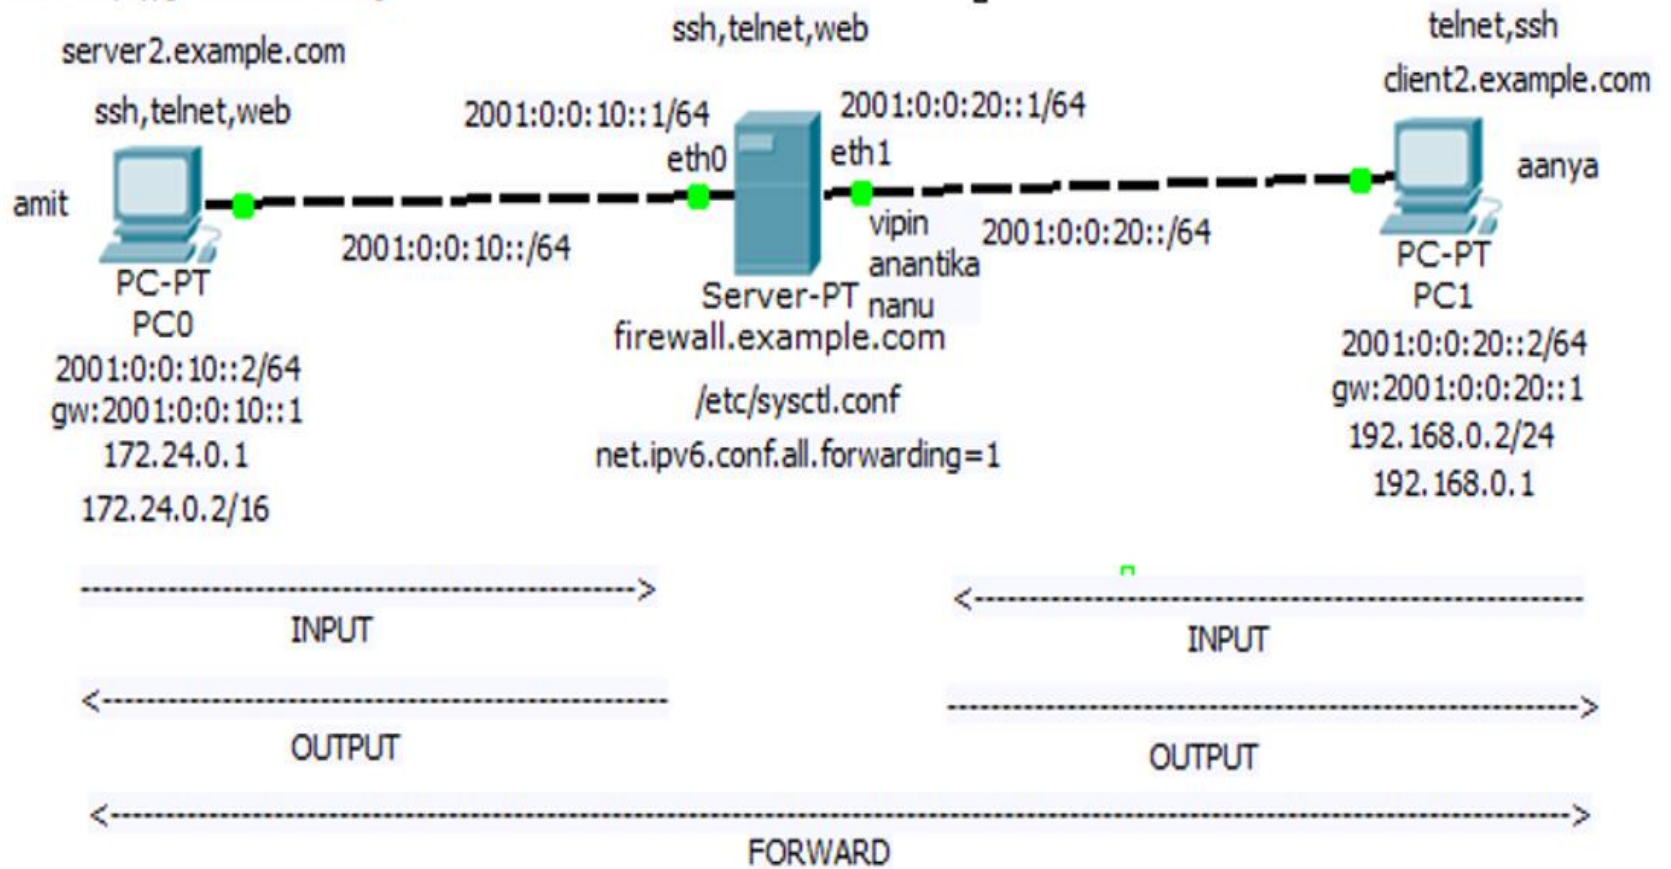 ssh,telnet,web
telnet,ssh
server2.example.com
client2.example.com
ssh,telnet,web
2001:0:0:10::1/64
2001:0:0:20::1/64
eth0
eth1
amit
aanya
2001:0:0:10::/64
vipin
2001:0:0:20::/64
anantika
nanu
PC-PT
PC0
Server-PT
firewall.example.com
PC-PT
PC1
2001:0:0:10::2/64
gw:2001:0:0:10::1
172.24.0.1
172.24.0.2/16
/etc/sysctl.conf
net.ipv6.conf.all.forwarding=1
2001:0:0:20::2/64
gw:2001:0:0:20::1
192.168.0.2/24
192.168.0.1
INPUT
INPUT
OUTPUT
OUTPUT
FORWARD